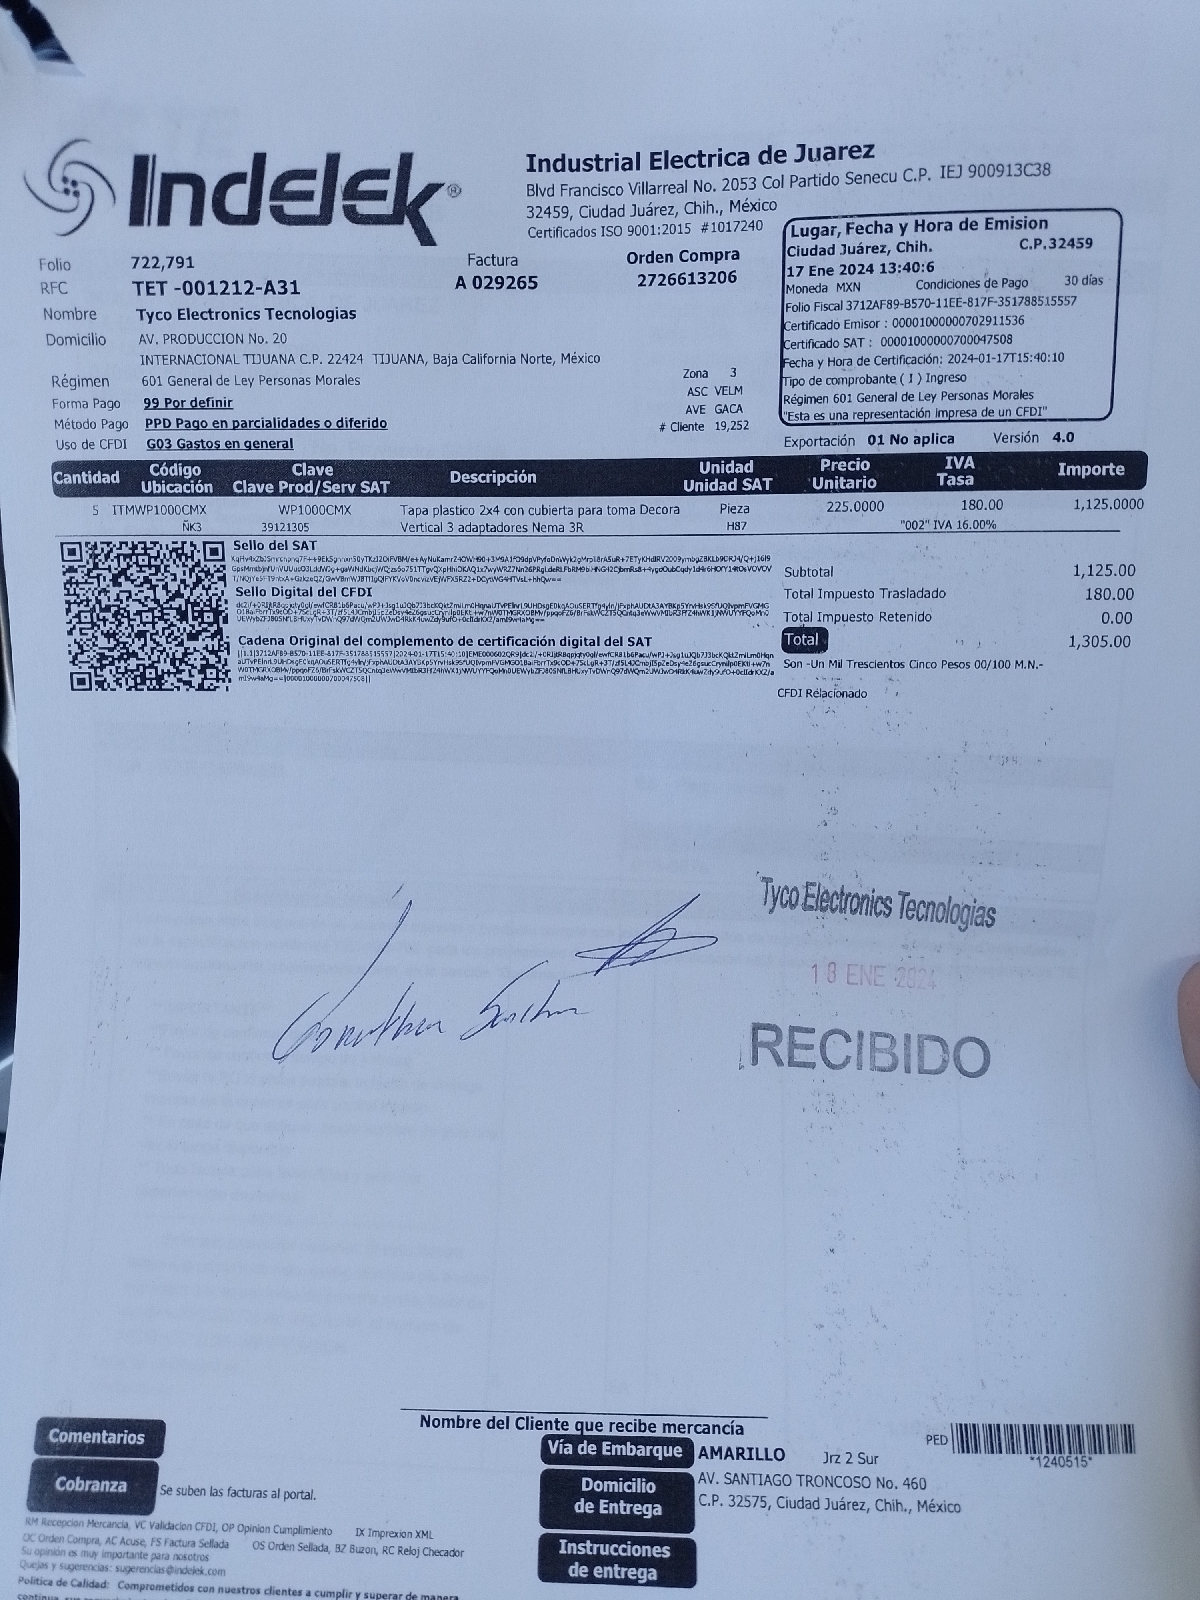 Indelek®
Industrial Electrica de Juarez
Blvd Francisco Villarreal No. 2053 Col Partido Senecu C.P. IEJ 900913C38
32459, Ciudad Juárez, Chih., México
Certificados ISO 9001:2015 #1017240
Folio 722,791 Factura Orden Compra
RFC TET -001212-A31 A 029265 2726613206
Nombre Tyco Electronics Tecnologias
Domicilio AV. PRODUCCION No. 20
INTERNACIONAL TIJUANA C.P. 22424 TIJUANA, Baja California Norte, México
Régimen 601 General de Ley Personas Morales
Forma Pago 99 Por definir
Método Pago PPD Pago en parcialidades o diferido
Uso de CFDI G03 Gastos en general
Zona 3
ASC VELM
AVE GACA
# Cliente 19,252
Lugar, Fecha y Hora de Emision
Ciudad Juárez, Chih. C.P.32459
17 Ene 2024 13:40:6
Moneda MXN Condiciones de Pago 30 días
Folio Fiscal 3712AF89-B570-11EE-817F-351788515557
Certificado Emisor : 00001000000702911536
Certificado SAT : 00001000000700047508
Fecha y Hora de Certificación: 2024-01-17T15:40:10
Tipo de comprobante ( I ) Ingreso
Régimen 601 General de Ley Personas Morales
"Esta es una representación impresa de un CFDI"
Exportación 01 No aplica Versión 4.0
Cantidad Código Ubicación Clave Clave Prod/Serv SAT Descripción Unidad Unidad SAT Precio Unitario IVA Tasa Importe
5 ITMWP1000CMX WP1000CMX Tapa plastico 2x4 con cubierta para toma Decora Pieza 225.0000 180.00 1,125.0000
ÑK3 39121305 Vertical 3 adaptadores Nema 3R H87 "002" IVA 16.00%
Sello del SAT
Sello Digital del CFDI
Cadena Original del complemento de certificación digital del SAT
Subtotal 1,125.00
Total Impuesto Trasladado 180.00
Total Impuesto Retenido 0.00
Total 1,305.00
Son -Un Mil Trescientos Cinco Pesos 00/100 M.N.-
CFDI Relacionado
Tyco Electronics Tecnologias
18 ENE 2024
RECIBIDO
Nombre del Cliente que recibe mercancía
Comentarios
Cobranza Se suben las facturas al portal.
Vía de Embarque AMARILLO Jrz 2 Sur
PED *1240515*
Domicilio de Entrega AV. SANTIAGO TRONCOSO No. 460
C.P. 32575, Ciudad Juárez, Chih., México
Instrucciones de entrega
RM Recepcion Mercancia, VC Validacion CFDI, OP Opinion Cumplimiento IX Imprexion XML
OC Orden Compra, AC Acuse, FS Factura Sellada OS Orden Sellada, BZ Buzon, RC Reloj Checador
Su opinión es muy importante para nosotros
Quejas y sugerencias: sugerencias@indelek.com
Politica de Calidad: Comprometidos con nuestros clientes a cumplir y superar de manera